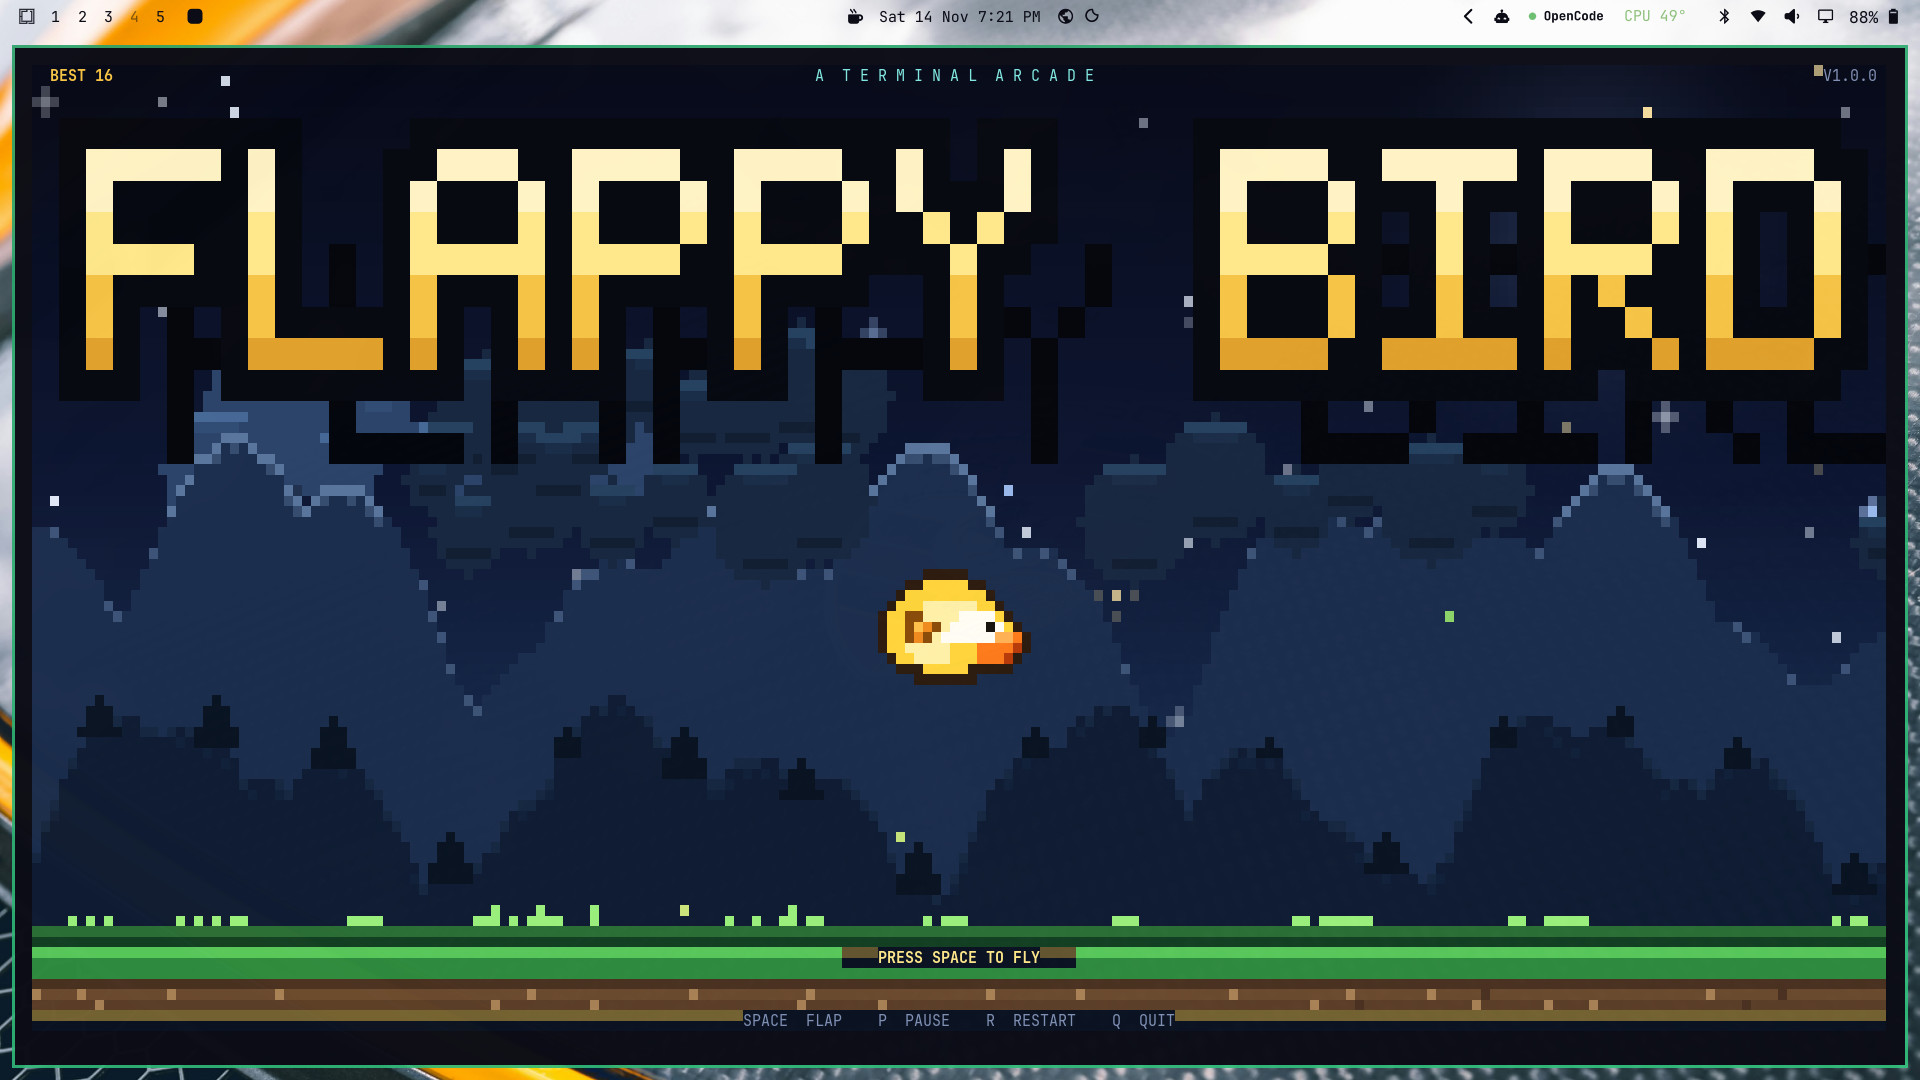 1 2 3 4 5 Sat 14 Nov 7:21 PM OpenCode CPU 49° 88%
BEST 16 A TERMINAL ARCADE V1.0.0
FLAPPY BIRD
PRESS SPACE TO FLY
SPACE FLAP P PAUSE R RESTART Q QUIT